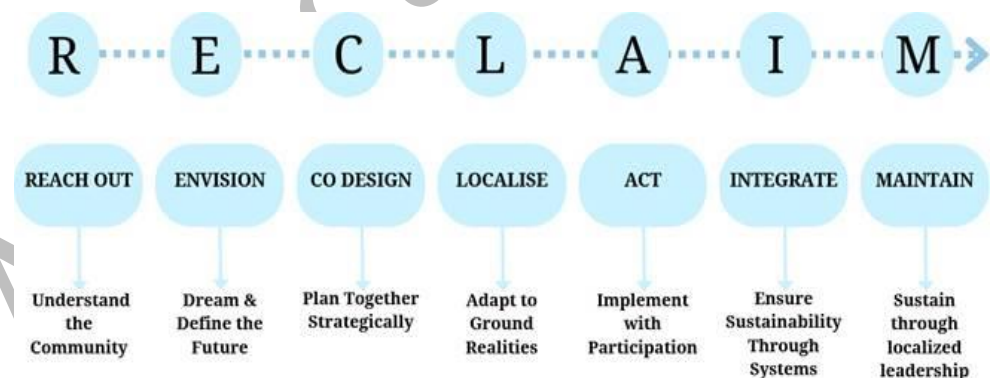 R E C L A I M
REACH OUT
ENVISION
CO DESIGN
LOCALISE
ACT
INTEGRATE
MAINTAIN
Understand
the
Community
Dream &
Define the
Future
Plan Together
Strategically
Adapt to
Ground
Realities
Implement
with
Participation
Ensure
Sustainability
Through
Systems
Sustain
through
localized
leadership